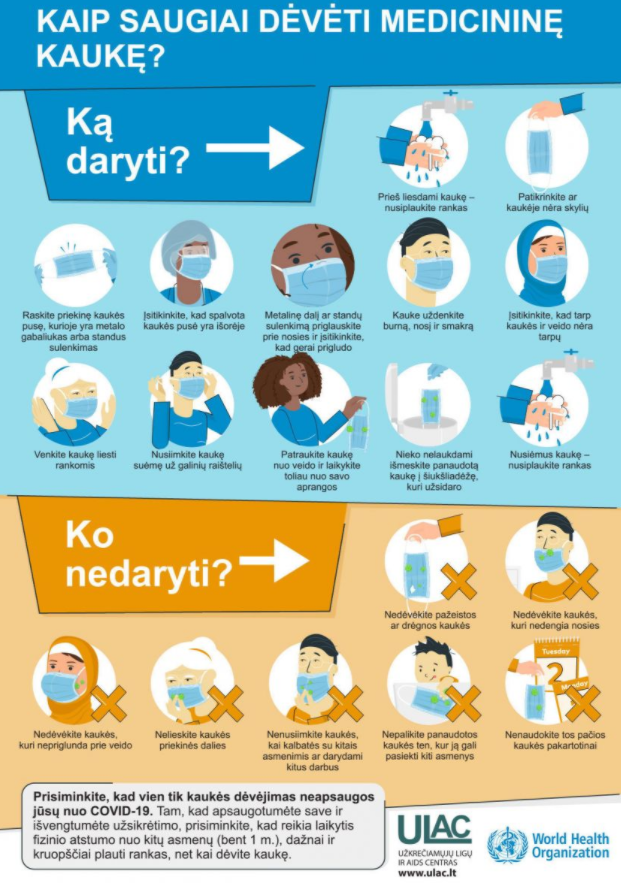 KAIP SAUGIAI DĖVĖTI MEDICININĘ
KAUKĘ?
Ką
daryti?
Prieš liesdami kaukę –
nusiplaukite rankas
Patikrinkite ar
kaukėje nėra skylių
Raskite priekinę kaukės
pusę, kurioje yra metalo
gabaliukas arba standus
sulenkimas
Įsitikinkite, kad spalvota
kaukės pusė yra išorėje
Metalinę dalį ar standų
sulenkimą priglauskite
prie nosies ir įsitikinkite,
kad gerai prigludo
Kauke uždenkite
burną, nosį ir smakrą
Įsitikinkite, kad tarp
kaukės ir veido nėra
tarpų
Venkite kaukę liesti
rankomis
Nusiimkite kaukę
suėmę už galinių raištelių
Patraukite kaukę
nuo veido ir laikykite
toliau nuo savo
aprangos
Nieko nelaukdami
išmeskite panaudotą
kaukę į šiukšliadėžę,
kuri užsidaro
Nusiėmus kaukę –
nusiplaukite rankas
Ko
nedaryti?
Nedėvėkite pažeistos
ar drėgnos kaukės
Nedėvėkite kaukės,
kuri nedengia nosies
Nedėvėkite kaukės,
kuri nepriglunda prie veido
Nelieskite kaukės
priekinės dalies
Nenusiimkite kaukės,
kai kalbatės su kitais
asmenimis ar darydami
kitus darbus
Nepalikite panaudotos
kaukės ten, kur ją gali
pasiekti kiti asmenys
Tuesday
2
Monday
Nenaudokite tos pačios
kaukės pakartotinai
Prisiminkite, kad vien tik kaukės dėvėjimas neapsaugos
jūsų nuo COVID-19. Tam, kad apsaugotumėte save ir
išvengtumėte užsikrėtimo, prisiminkite, kad reikia laikytis
fizinio atstumo nuo kitų asmenų (bent 1 m.), dažnai ir
kruopščiai plauti rankas, net kai dėvite kaukę.
ULAC
UŽKREČIAMŲJŲ LIGŲ
IR AIDS CENTRAS
www.ulac.lt
World Health
Organization